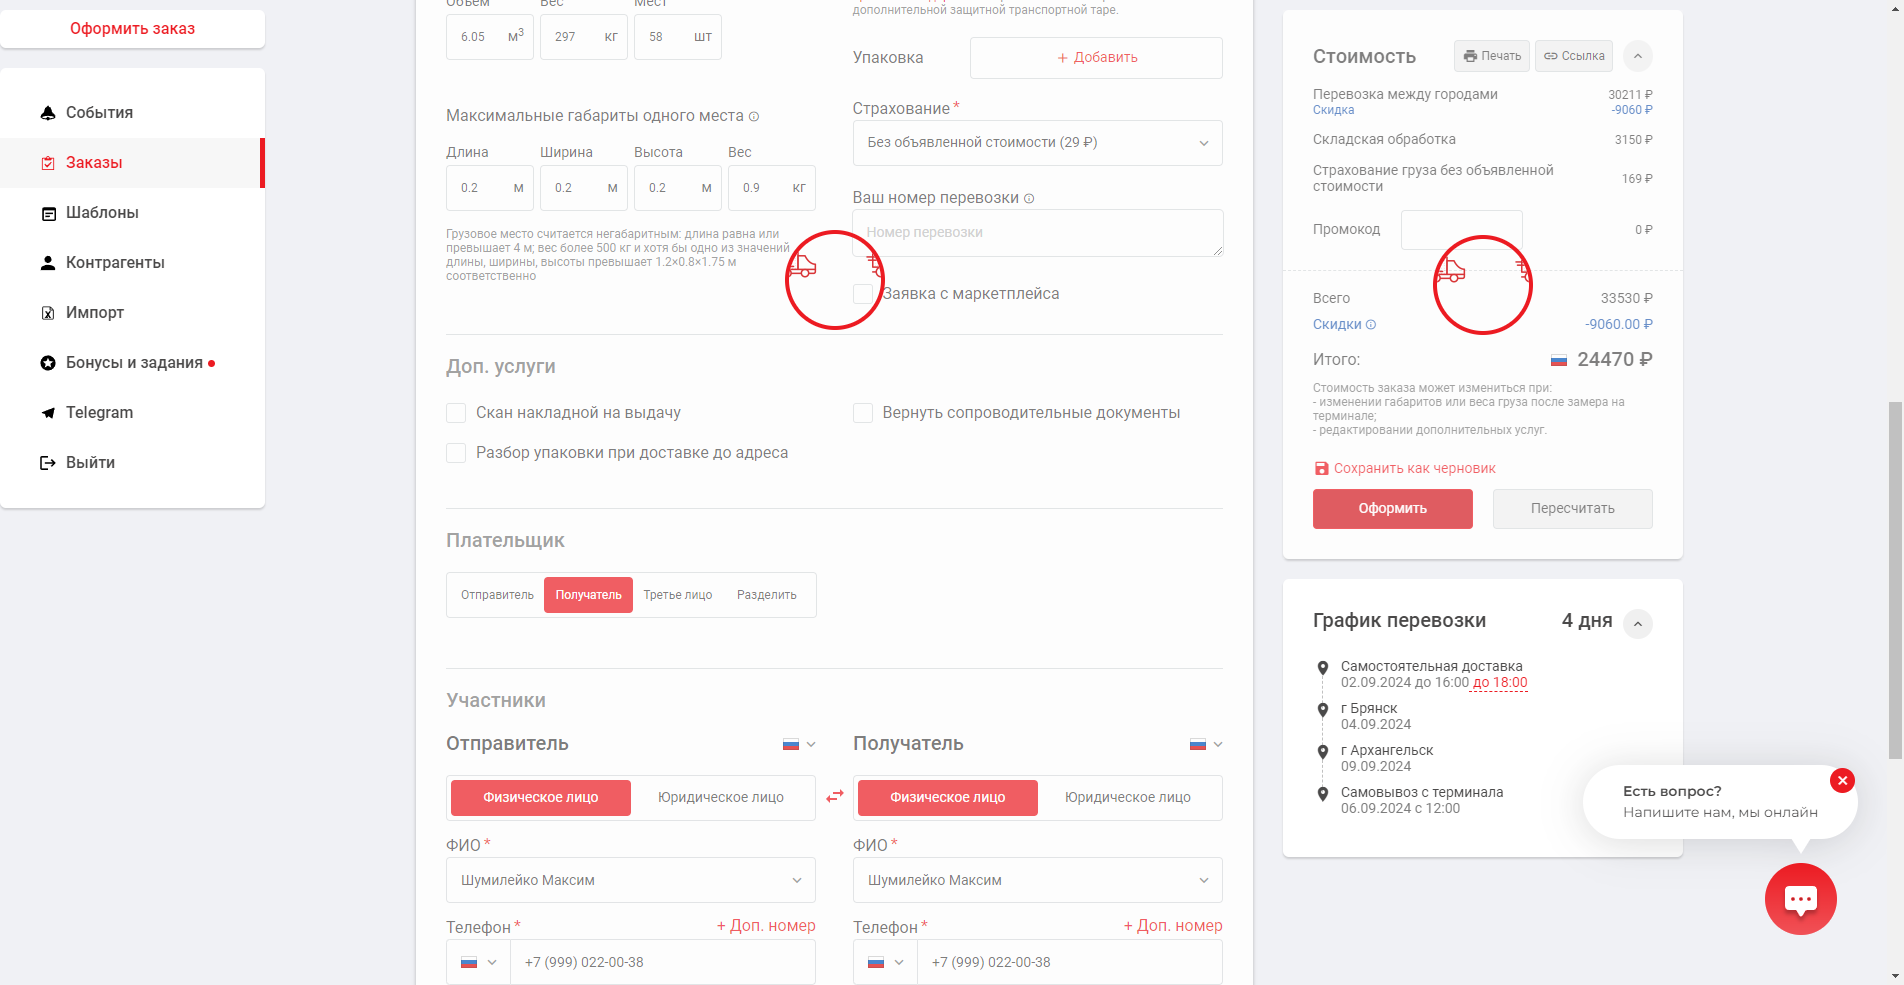 Оформить заказ
События
Заказы
Шаблоны
Контрагенты
Импорт
Бонусы и задания
Telegram
Выйти
Объем Вес Мест
6.05 м3 297 кг 58 шт
Максимальные габариты одного места
Длина Ширина Высота Вес
0.2 м 0.2 м 0.2 м 0.9 кг
Грузовое место считается негабаритным: длина равна или
превышает 4 м; вес более 500 кг и хотя бы одно из значений
длины, ширины, высоты превышает 1.2×0.8×1.75 м
соответственно
дополнительной защитной транспортной таре.
Упаковка + Добавить
Страхование *
Без объявленной стоимости (29 ₽)
Ваш номер перевозки
Номер перевозки
Заявка с маркетплейса
Доп. услуги
Скан накладной на выдачу
Вернуть сопроводительные документы
Разбор упаковки при доставке до адреса
Плательщик
Отправитель Получатель Третье лицо Разделить
Участники
Отправитель
Физическое лицо Юридическое лицо
ФИО *
Шумилейко Максим
Телефон * + Доп. номер
+7 (999) 022-00-38
Получатель
Физическое лицо Юридическое лицо
ФИО *
Шумилейко Максим
Телефон * + Доп. номер
+7 (999) 022-00-38
Стоимость Печать Ссылка
Перевозка между городами 30211 ₽
Скидка -9060 ₽
Складская обработка 3150 ₽
Страхование груза без объявленной
стоимости 169 ₽
Промокод 0 ₽
Всего 33530 ₽
Скидки -9060.00 ₽
Итого: 24470 ₽
Стоимость заказа может измениться при:
- изменении габаритов или веса груза после замера на
терминале;
- редактировании дополнительных услуг.
Сохранить как черновик
Оформить Пересчитать
График перевозки 4 дня
Самостоятельная доставка
02.09.2024 до 16:00 до 18:00
г Брянск
04.09.2024
г Архангельск
09.09.2024
Самовывоз с терминала
06.09.2024 с 12:00
Есть вопрос?
Напишите нам, мы онлайн